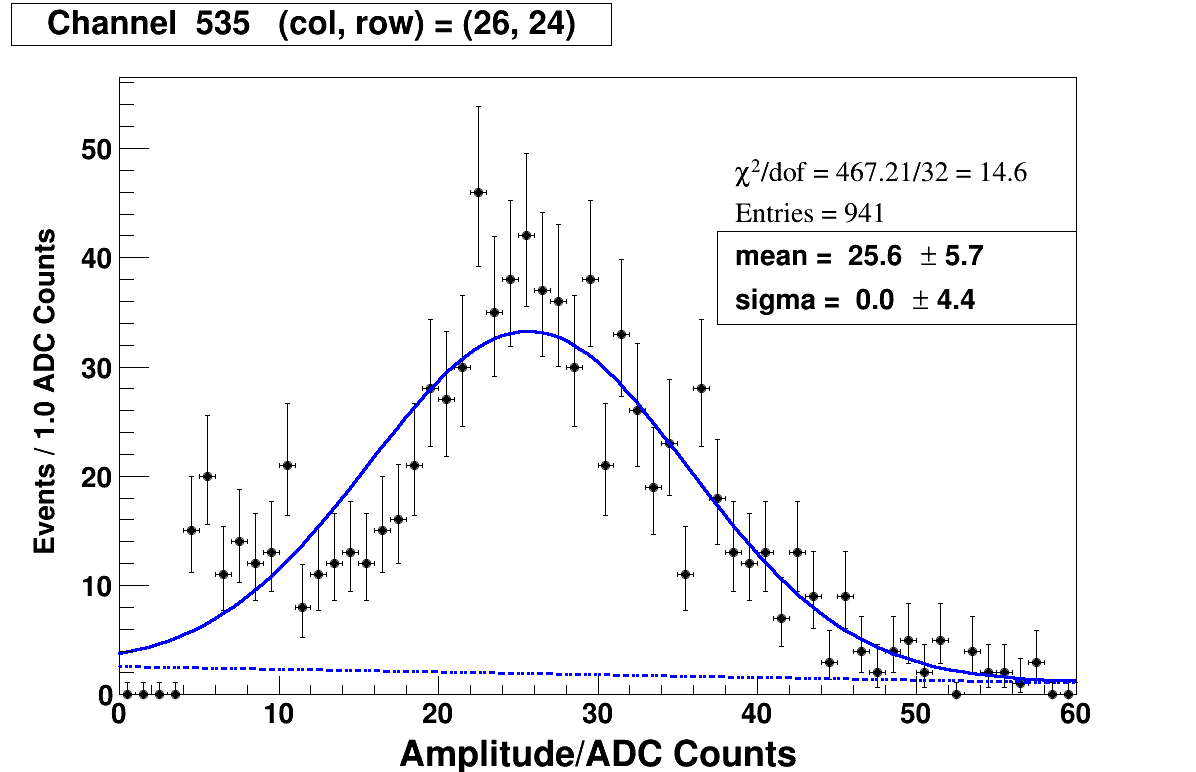 Channel  535   (col, row) = (26, 24)
χ²/dof = 467.21/32 = 14.6
Entries = 941
mean =  25.6  ± 5.7
sigma =  0.0  ± 4.4
Events / 1.0 ADC Counts
50
40
30
20
10
0
0 10 20 30 40 50 60
Amplitude/ADC Counts